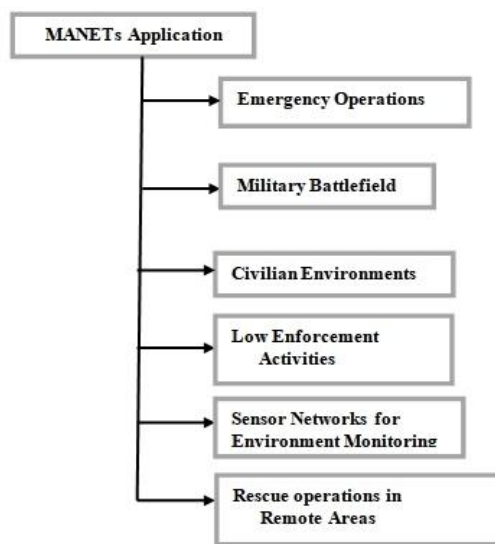 MANETs Application
Emergency Operations
Military Battlefield
Civilian Environments
Low Enforcement
Activities
Sensor Networks for
Environment Monitoring
Rescue operations in
Remote Areas